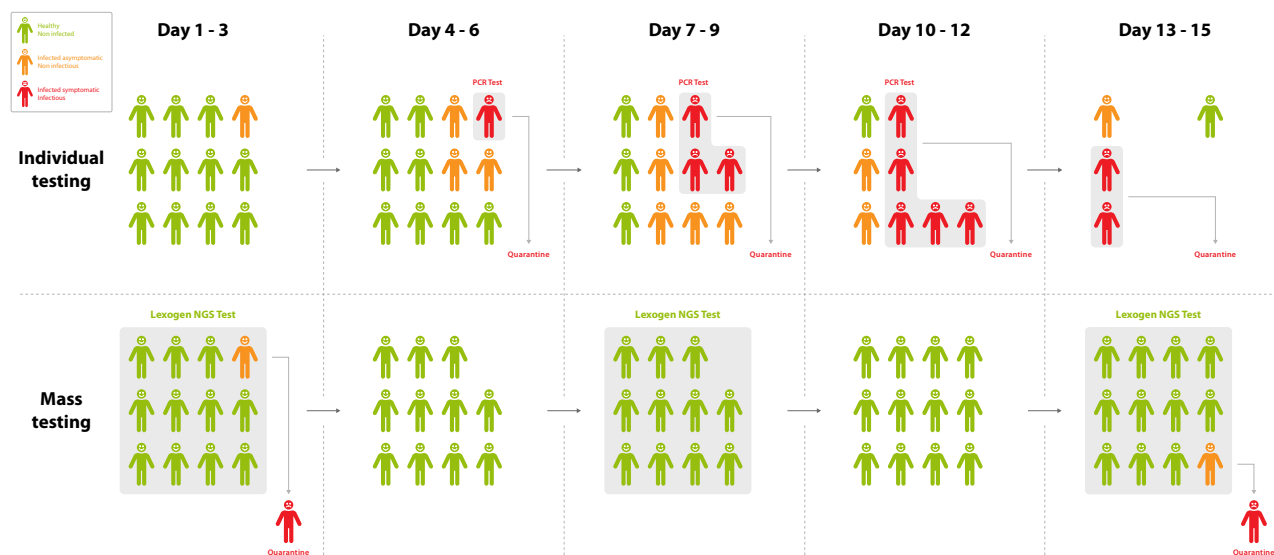 Healthy
Non infected
Infected asymptomatic
Non infectious
Infected symptomatic
Infectious
Day 1 - 3
Day 4 - 6
Day 7 - 9
Day 10 - 12
Day 13 - 15
Individual
testing
PCR Test
PCR Test
PCR Test
Quarantine
Quarantine
Quarantine
Quarantine
Mass
testing
Lexogen NGS Test
Lexogen NGS Test
Lexogen NGS Test
Quarantine
Quarantine